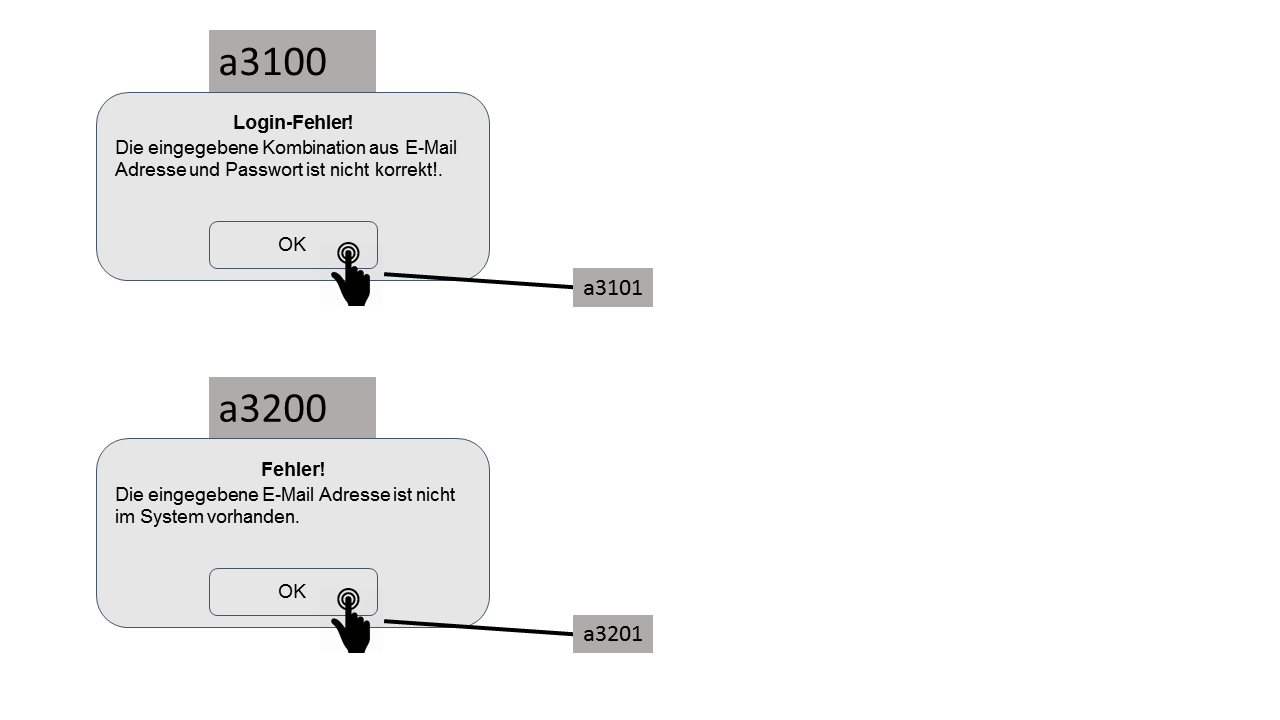 a3100
Login-Fehler!
Die eingegebene Kombination aus E-Mail
Adresse und Passwort ist nicht korrekt!.
OK
a3101
a3200
Fehler!
Die eingegebene E-Mail Adresse ist nicht
im System vorhanden.
OK
a3201